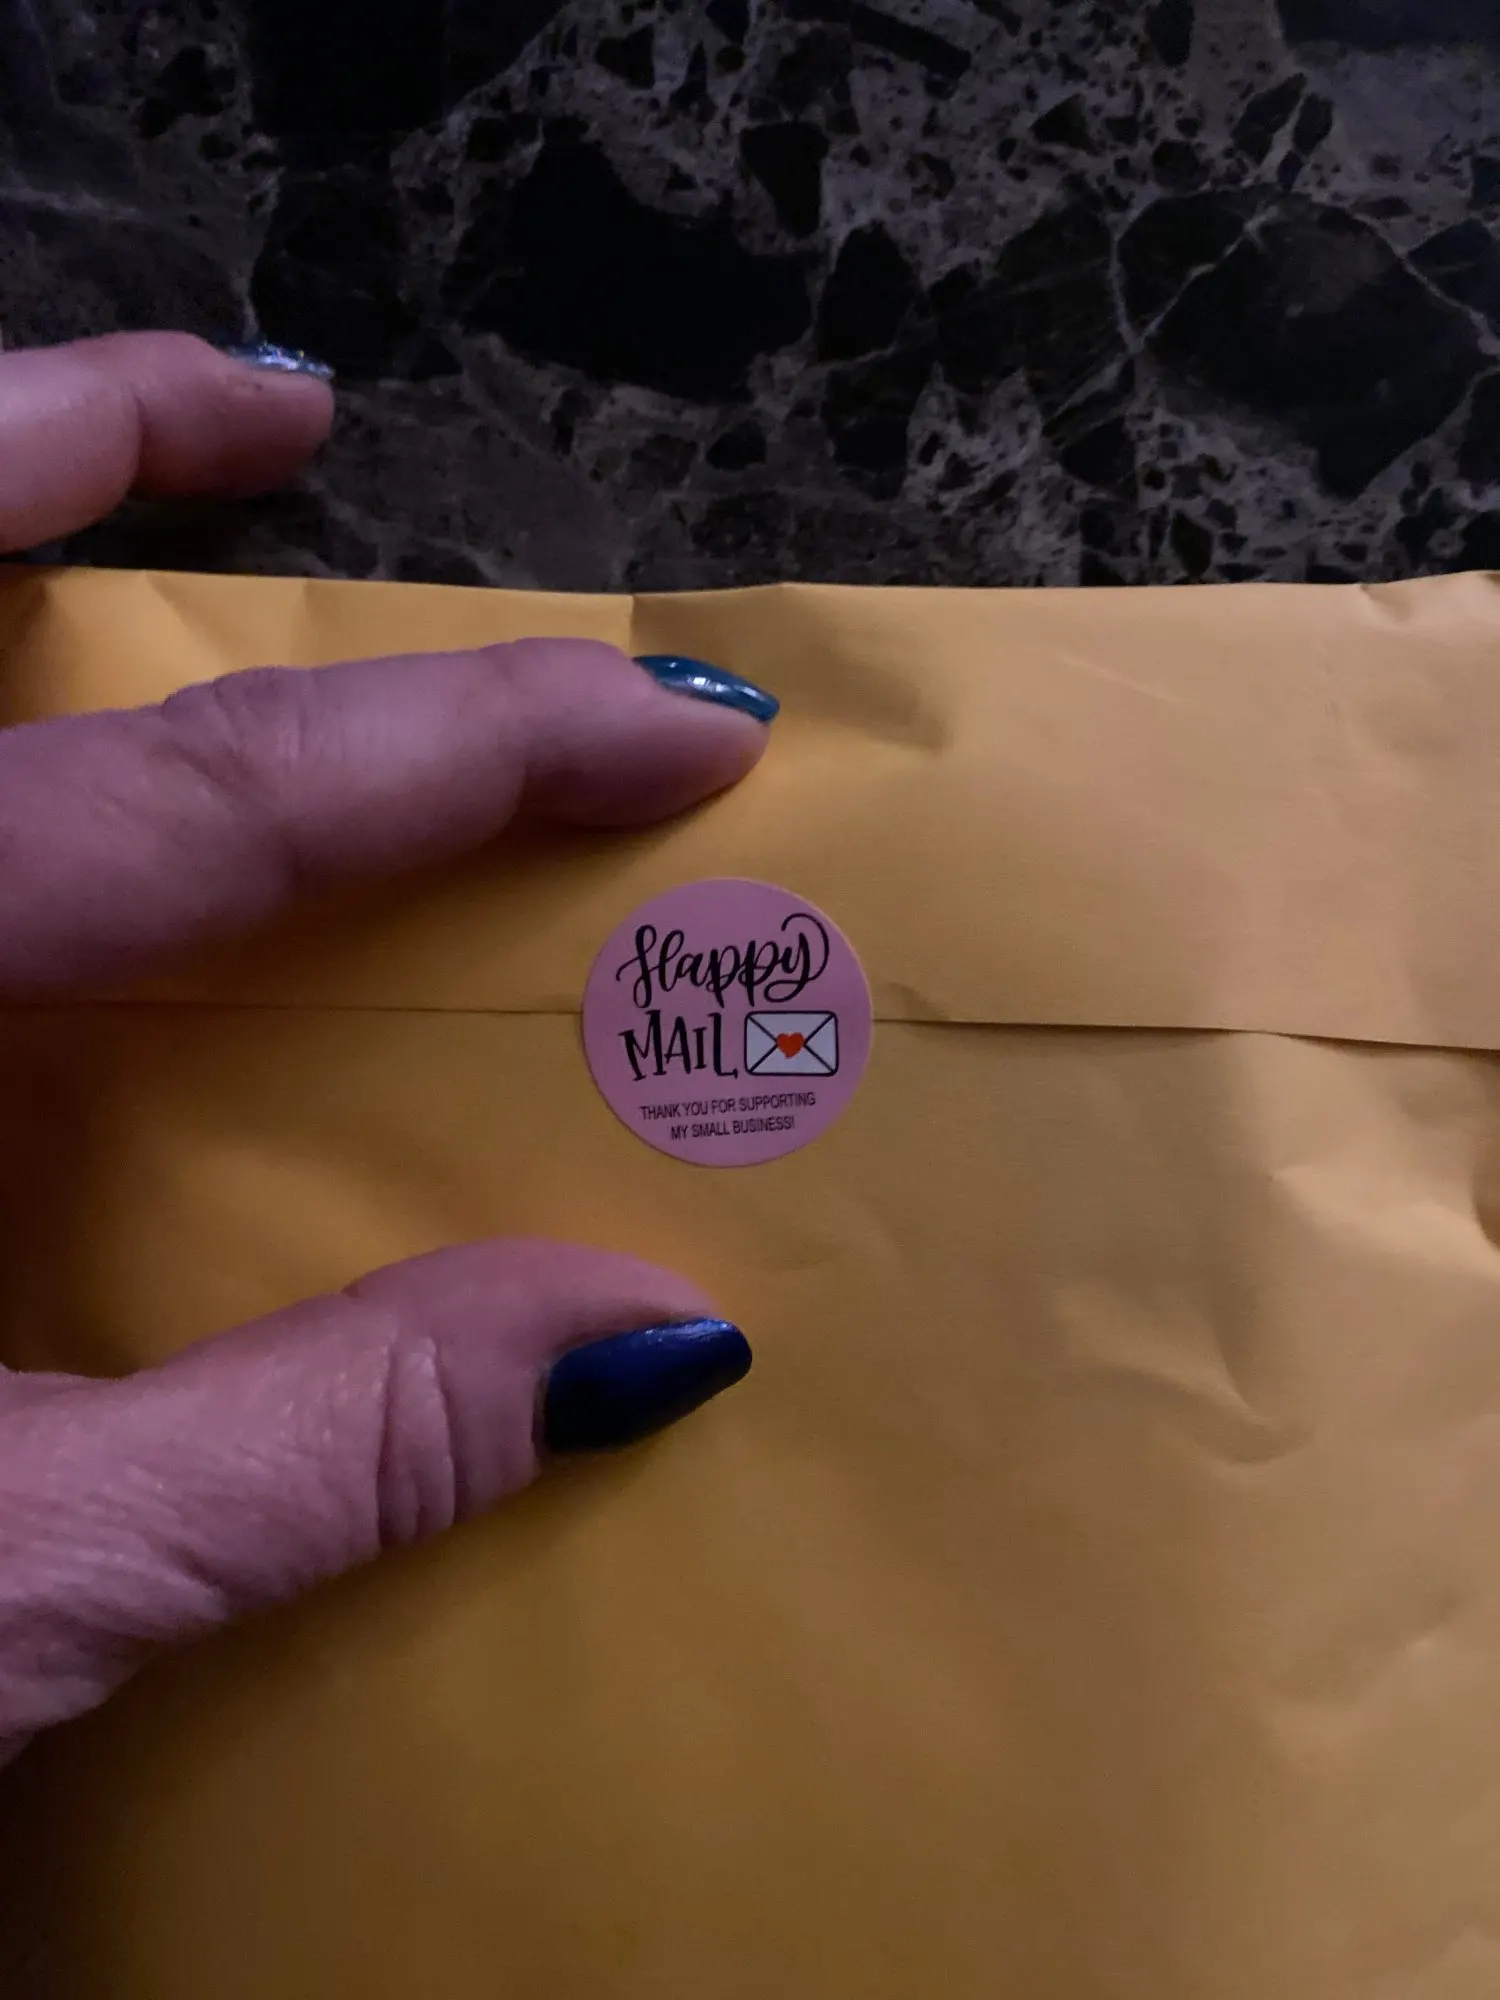 Happy
MAIL
THANK YOU FOR SUPPORTING
MY SMALL BUSINESS!